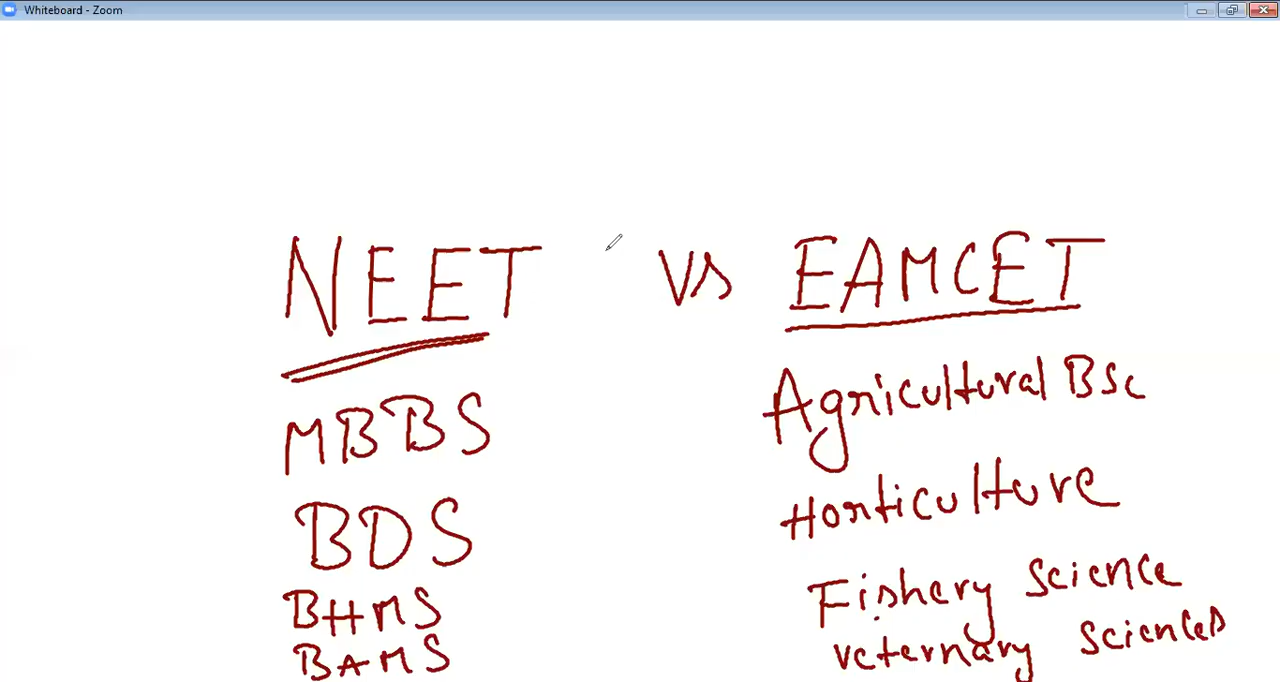 Whiteboard - Zoom
NEET vs EAMCET
MBBS
BDS
BHMS
BAMS
Agricultural BSc
Horticulture
Fishery Science
veternary sciences